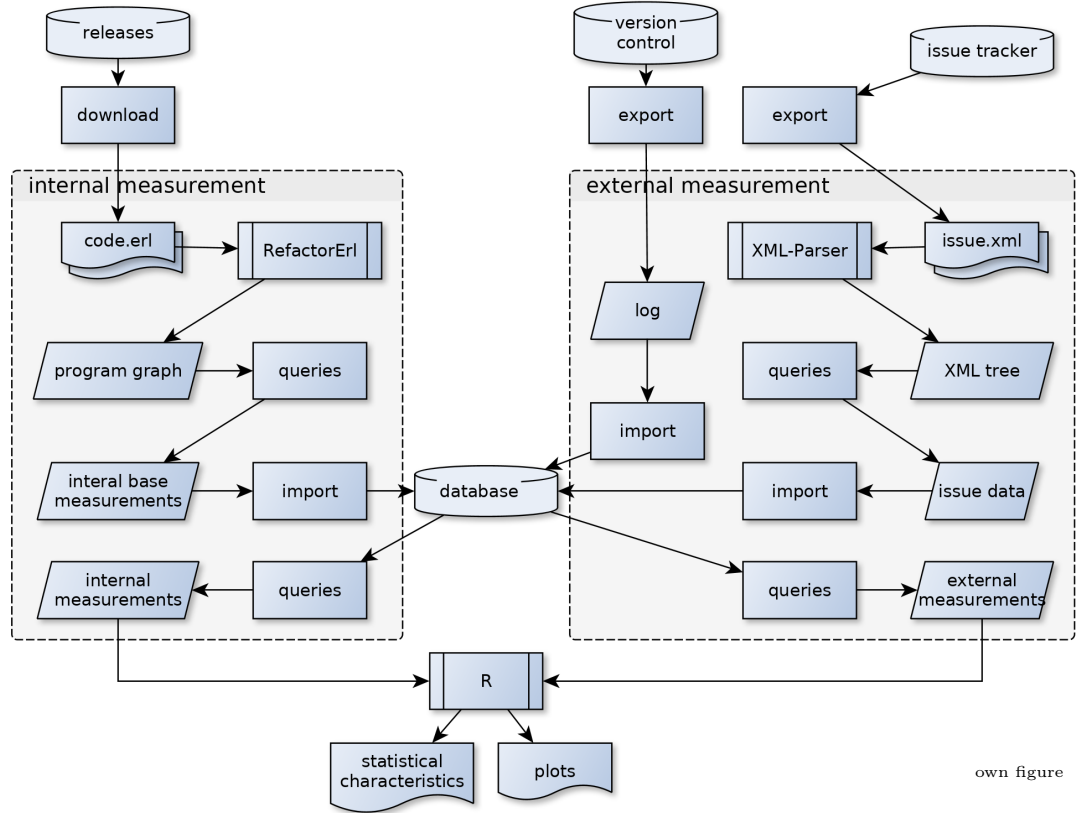 releases
version
control
issue tracker
download
export
export
internal measurement
external measurement
code.erl
RefactorErl
XML-Parser
issue.xml
log
program graph
queries
queries
XML tree
import
interal base
measurements
import
database
import
issue data
internal
measurements
queries
queries
external
measurements
R
statistical
characteristics
plots
own figure